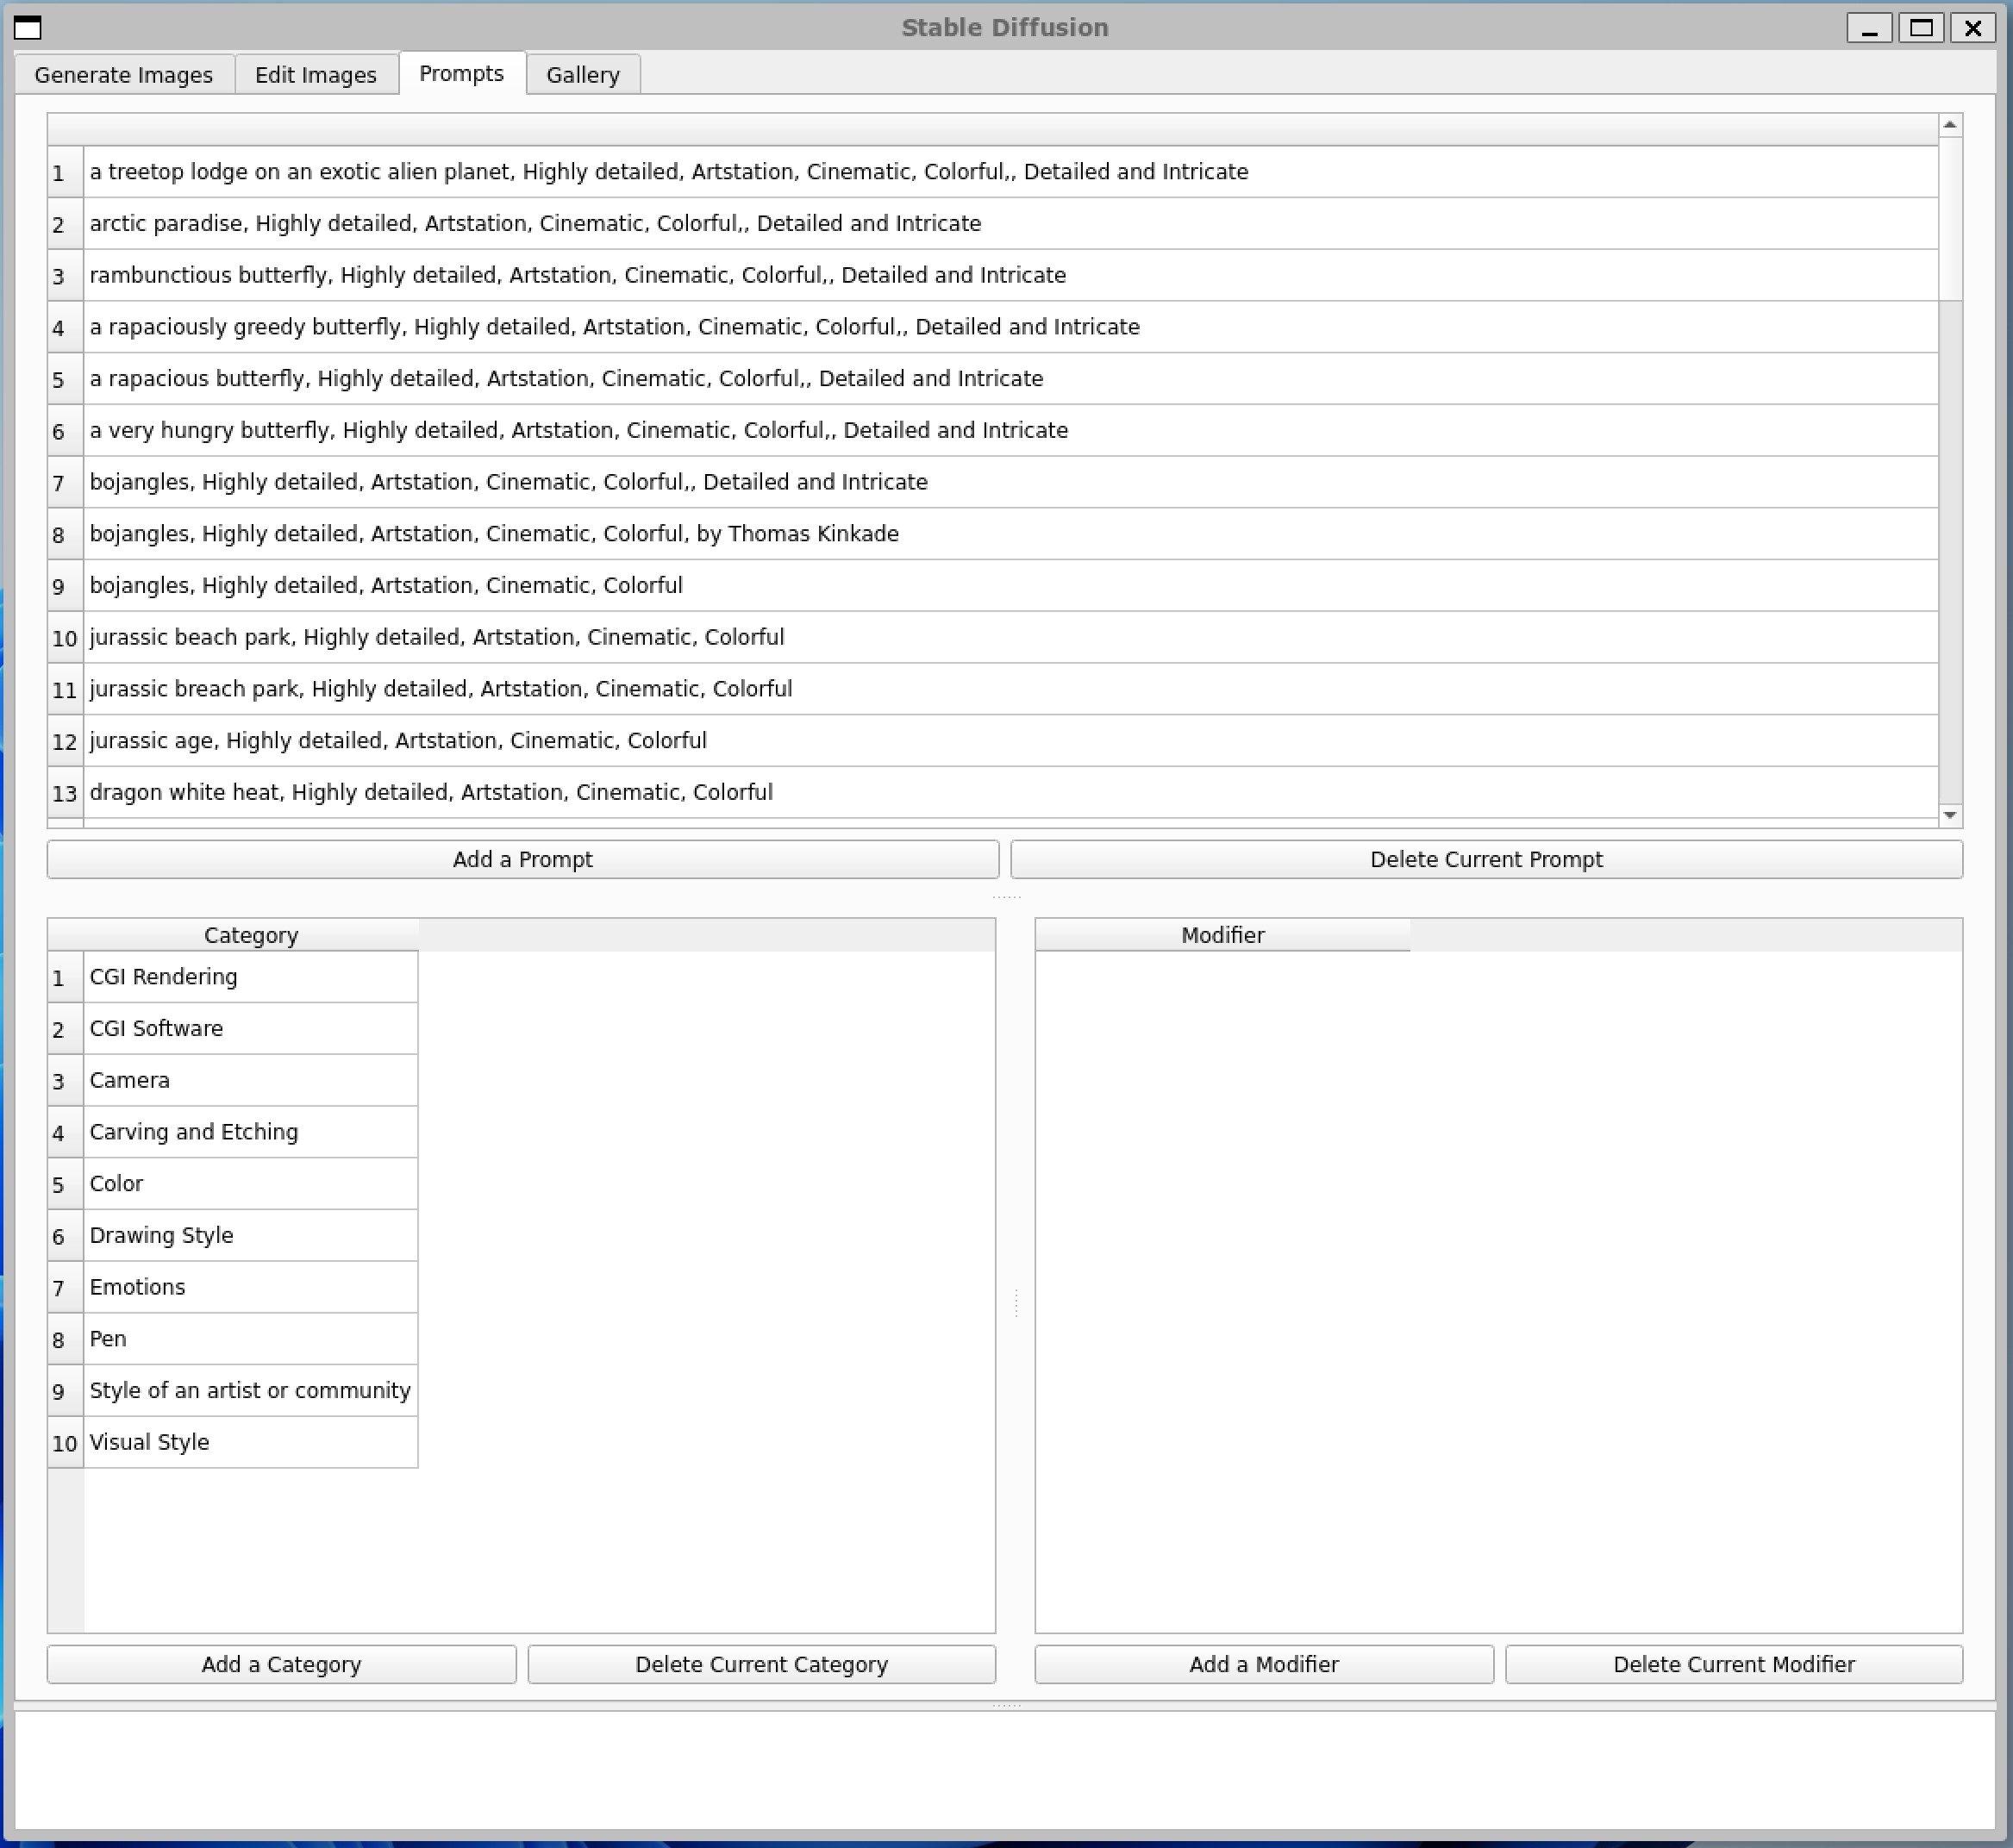 Stable Diffusion
Generate Images Edit Images Prompts Gallery
1 a treetop lodge on an exotic alien planet, Highly detailed, Artstation, Cinematic, Colorful,, Detailed and Intricate
2 arctic paradise, Highly detailed, Artstation, Cinematic, Colorful,, Detailed and Intricate
3 rambunctious butterfly, Highly detailed, Artstation, Cinematic, Colorful,, Detailed and Intricate
4 a rapaciously greedy butterfly, Highly detailed, Artstation, Cinematic, Colorful,, Detailed and Intricate
5 a rapacious butterfly, Highly detailed, Artstation, Cinematic, Colorful,, Detailed and Intricate
6 a very hungry butterfly, Highly detailed, Artstation, Cinematic, Colorful,, Detailed and Intricate
7 bojangles, Highly detailed, Artstation, Cinematic, Colorful,, Detailed and Intricate
8 bojangles, Highly detailed, Artstation, Cinematic, Colorful, by Thomas Kinkade
9 bojangles, Highly detailed, Artstation, Cinematic, Colorful
10 jurassic beach park, Highly detailed, Artstation, Cinematic, Colorful
11 jurassic breach park, Highly detailed, Artstation, Cinematic, Colorful
12 jurassic age, Highly detailed, Artstation, Cinematic, Colorful
13 dragon white heat, Highly detailed, Artstation, Cinematic, Colorful
Add a Prompt Delete Current Prompt
Category
1 CGI Rendering
2 CGI Software
3 Camera
4 Carving and Etching
5 Color
6 Drawing Style
7 Emotions
8 Pen
9 Style of an artist or community
10 Visual Style
Add a Category Delete Current Category
Modifier
Add a Modifier Delete Current Modifier